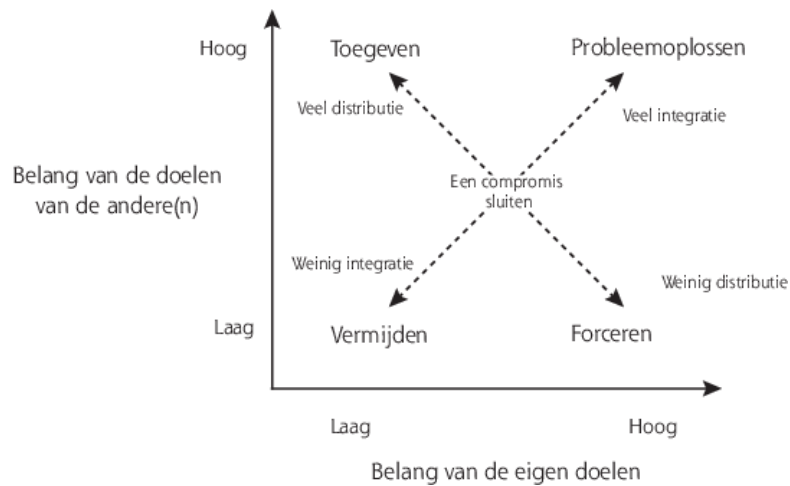 Hoog
Toegeven
Probleemoplossen
Veel distributie
Veel integratie
Belang van de doelen
van de andere(n)
Een compromis
sluiten
Weinig integratie
Weinig distributie
Laag
Vermijden
Forceren
Laag
Hoog
Belang van de eigen doelen